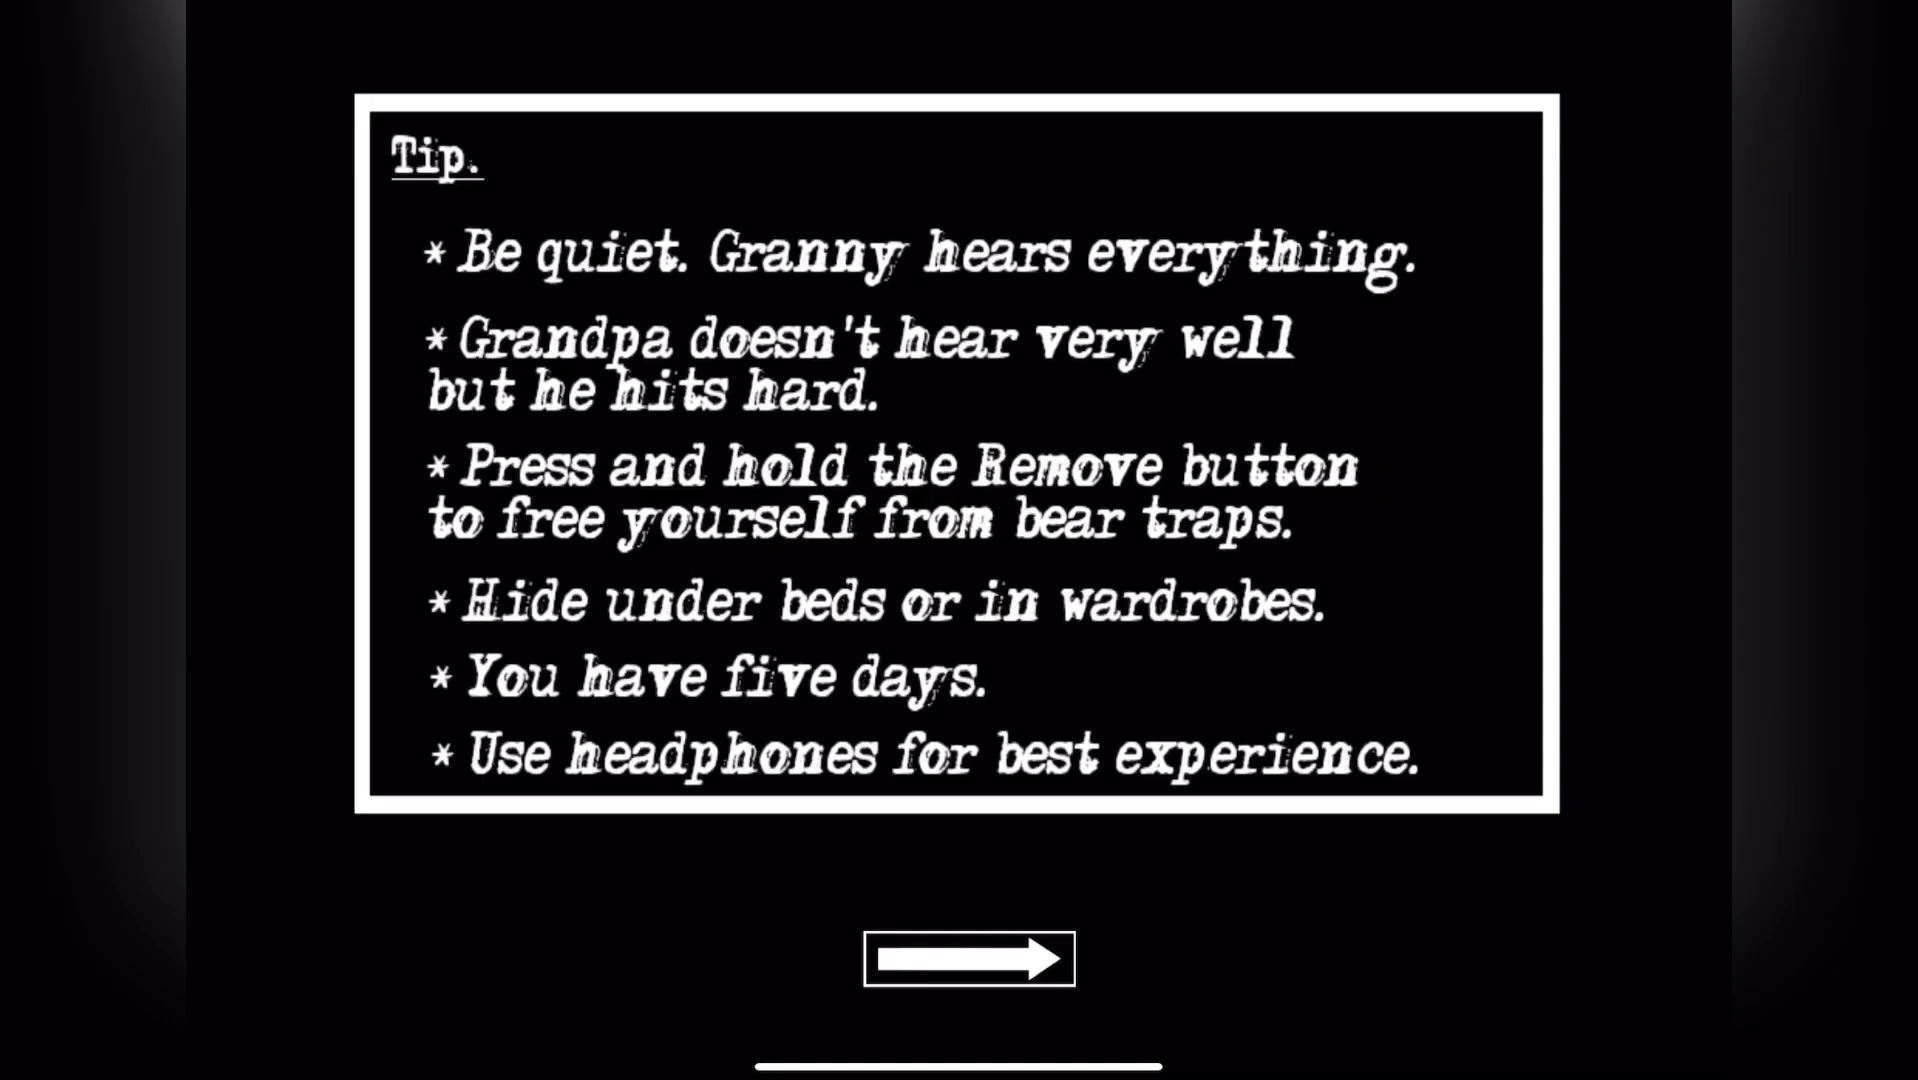 Tip.
* Be quiet. Granny hears everything.
* Grandpa doesn't hear very well
but he hits hard.
* Press and hold the Remove button
to free yourself from bear traps.
* Hide under beds or in wardrobes.
* You have five days.
* Use headphones for best experience.